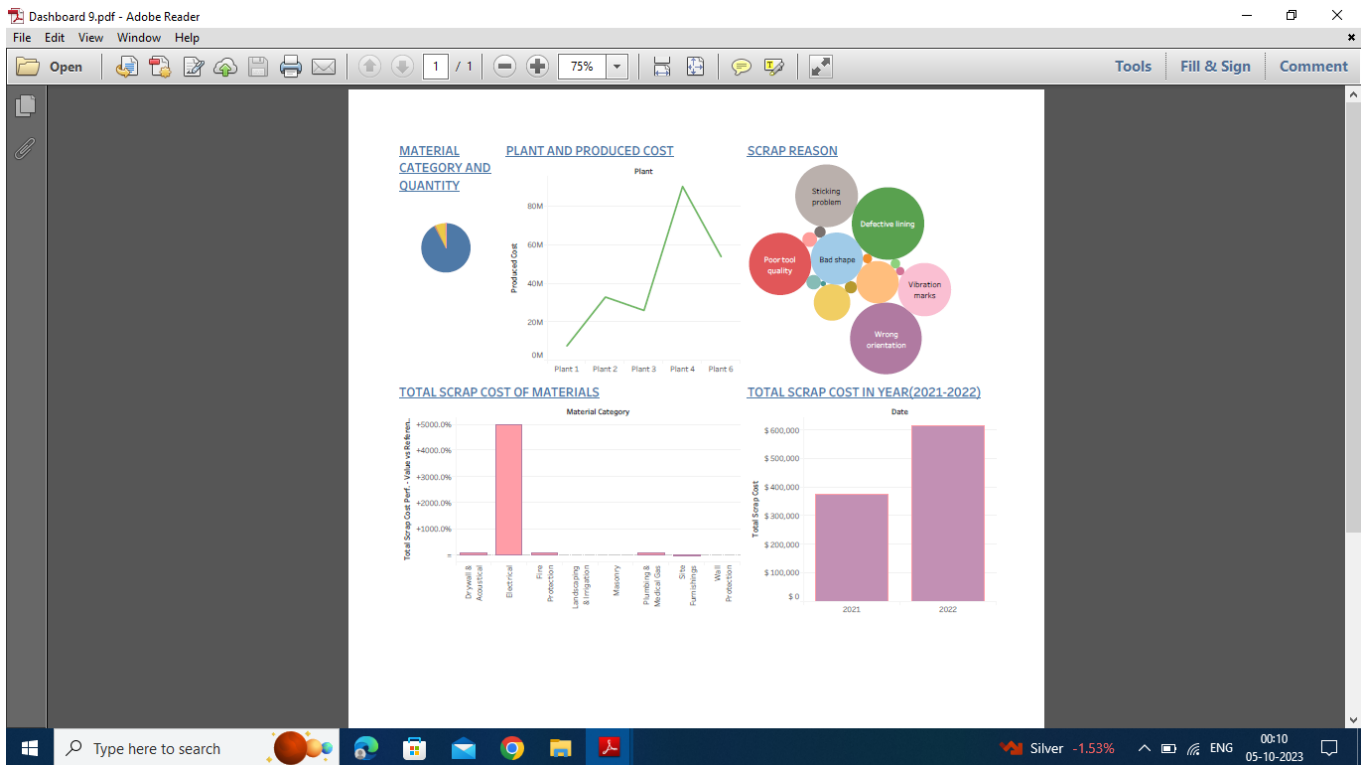 Dashboard 9.pdf - Adobe Reader
File Edit View Window Help
Open
1 / 1
75%
Tools
Fill & Sign
Comment
MATERIAL
CATEGORY AND
QUANTITY
PLANT AND PRODUCED COST
Plant
Produced Cost
80M
60M
40M
20M
0M
Plant 1 Plant 2 Plant 3 Plant 4 Plant 6
SCRAP REASON
Sticking
problem
Defective lining
Poor tool
quality
Bad shape
Vibration
marks
Wrong
orientation
TOTAL SCRAP COST OF MATERIALS
Material Category
Total Scrap Cost Perf. - Value vs Referen..
+5000.0%
+4000.0%
+3000.0%
+2000.0%
+1000.0%
=
Drywall &
Acoustical
Electrical
Fire
Protection
Landscaping
& Irrigation
Masonry
Plumbing &
Medical Gas
Site
Furnishings
Wall
Protection
TOTAL SCRAP COST IN YEAR(2021-2022)
Date
Total Scrap Cost
$ 600,000
$ 500,000
$ 400,000
$ 300,000
$ 200,000
$ 100,000
$ 0
2021 2022
Type here to search
Silver -1.53%
ENG
00:10
05-10-2023